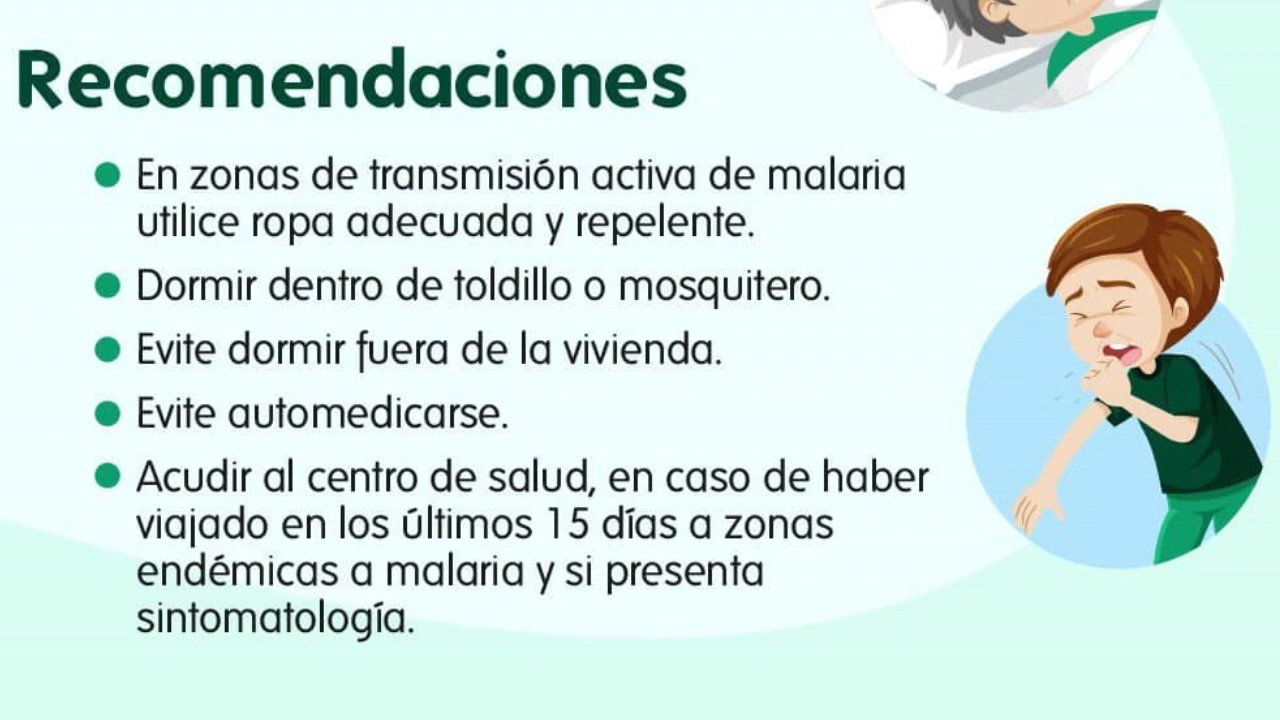 Recomendaciones
En zonas de transmisión activa de malaria
utilice ropa adecuada y repelente.
Dormir dentro de toldillo o mosquitero.
Evite dormir fuera de la vivienda.
Evite automedicarse.
Acudir al centro de salud, en caso de haber
viajado en los últimos 15 días a zonas
endémicas a malaria y si presenta
sintomatología.